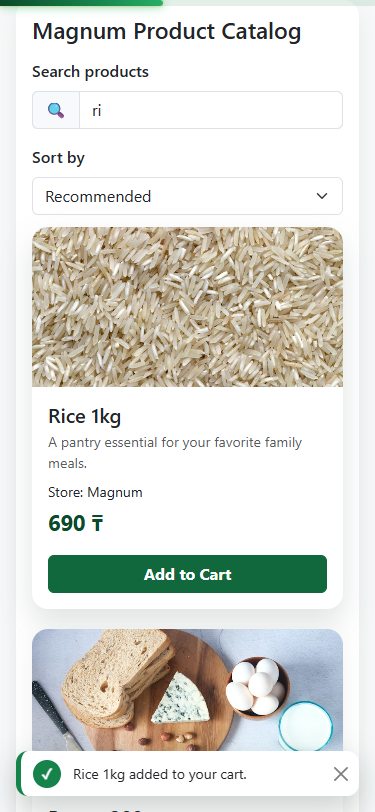 Magnum Product Catalog
Search products
ri
Sort by
Recommended
Rice 1kg
A pantry essential for your favorite family
meals.
Store: Magnum
690 ₸
Add to Cart
Rice 1kg added to your cart.